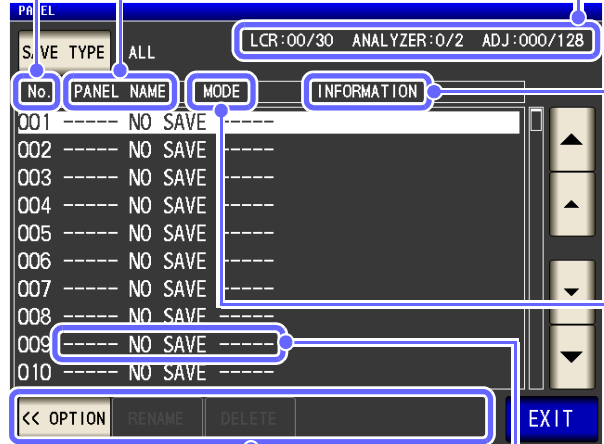 PANEL
SAVE TYPE ALL LCR:00/30 ANALYZER:0/2 ADJ:000/128
No. PANEL NAME MODE INFORMATION
001 ----- NO SAVE -----
002 ----- NO SAVE -----
003 ----- NO SAVE -----
004 ----- NO SAVE -----
005 ----- NO SAVE -----
006 ----- NO SAVE -----
007 ----- NO SAVE -----
008 ----- NO SAVE -----
009 ----- NO SAVE -----
010 ----- NO SAVE -----
<< OPTION RENAME DELETE EXIT